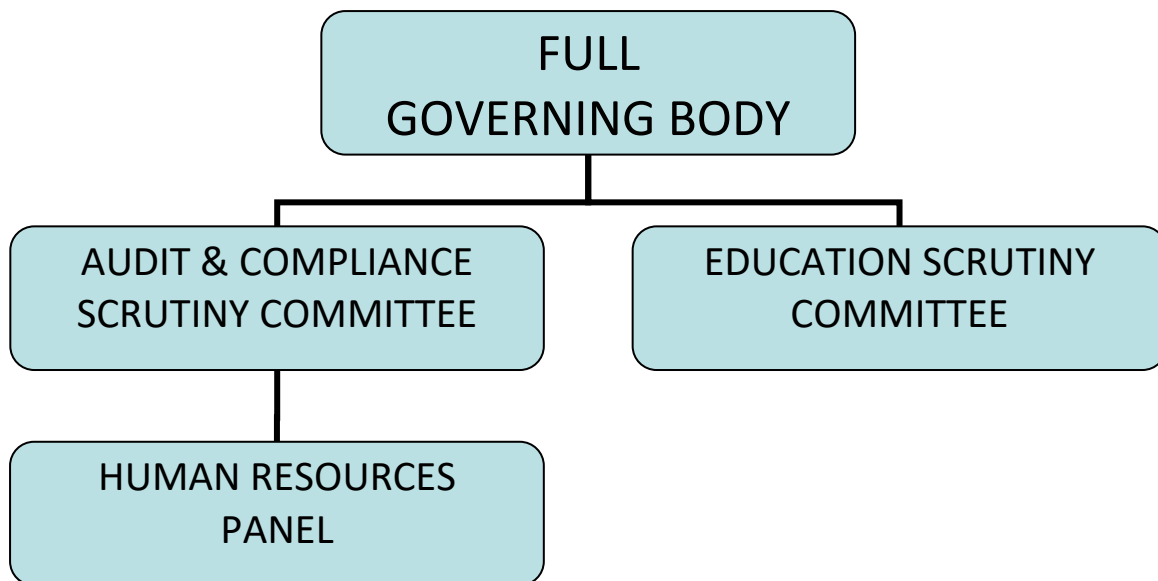 FULL
GOVERNING BODY
AUDIT & COMPLIANCE
SCRUTINY COMMITTEE
EDUCATION SCRUTINY
COMMITTEE
HUMAN RESOURCES
PANEL